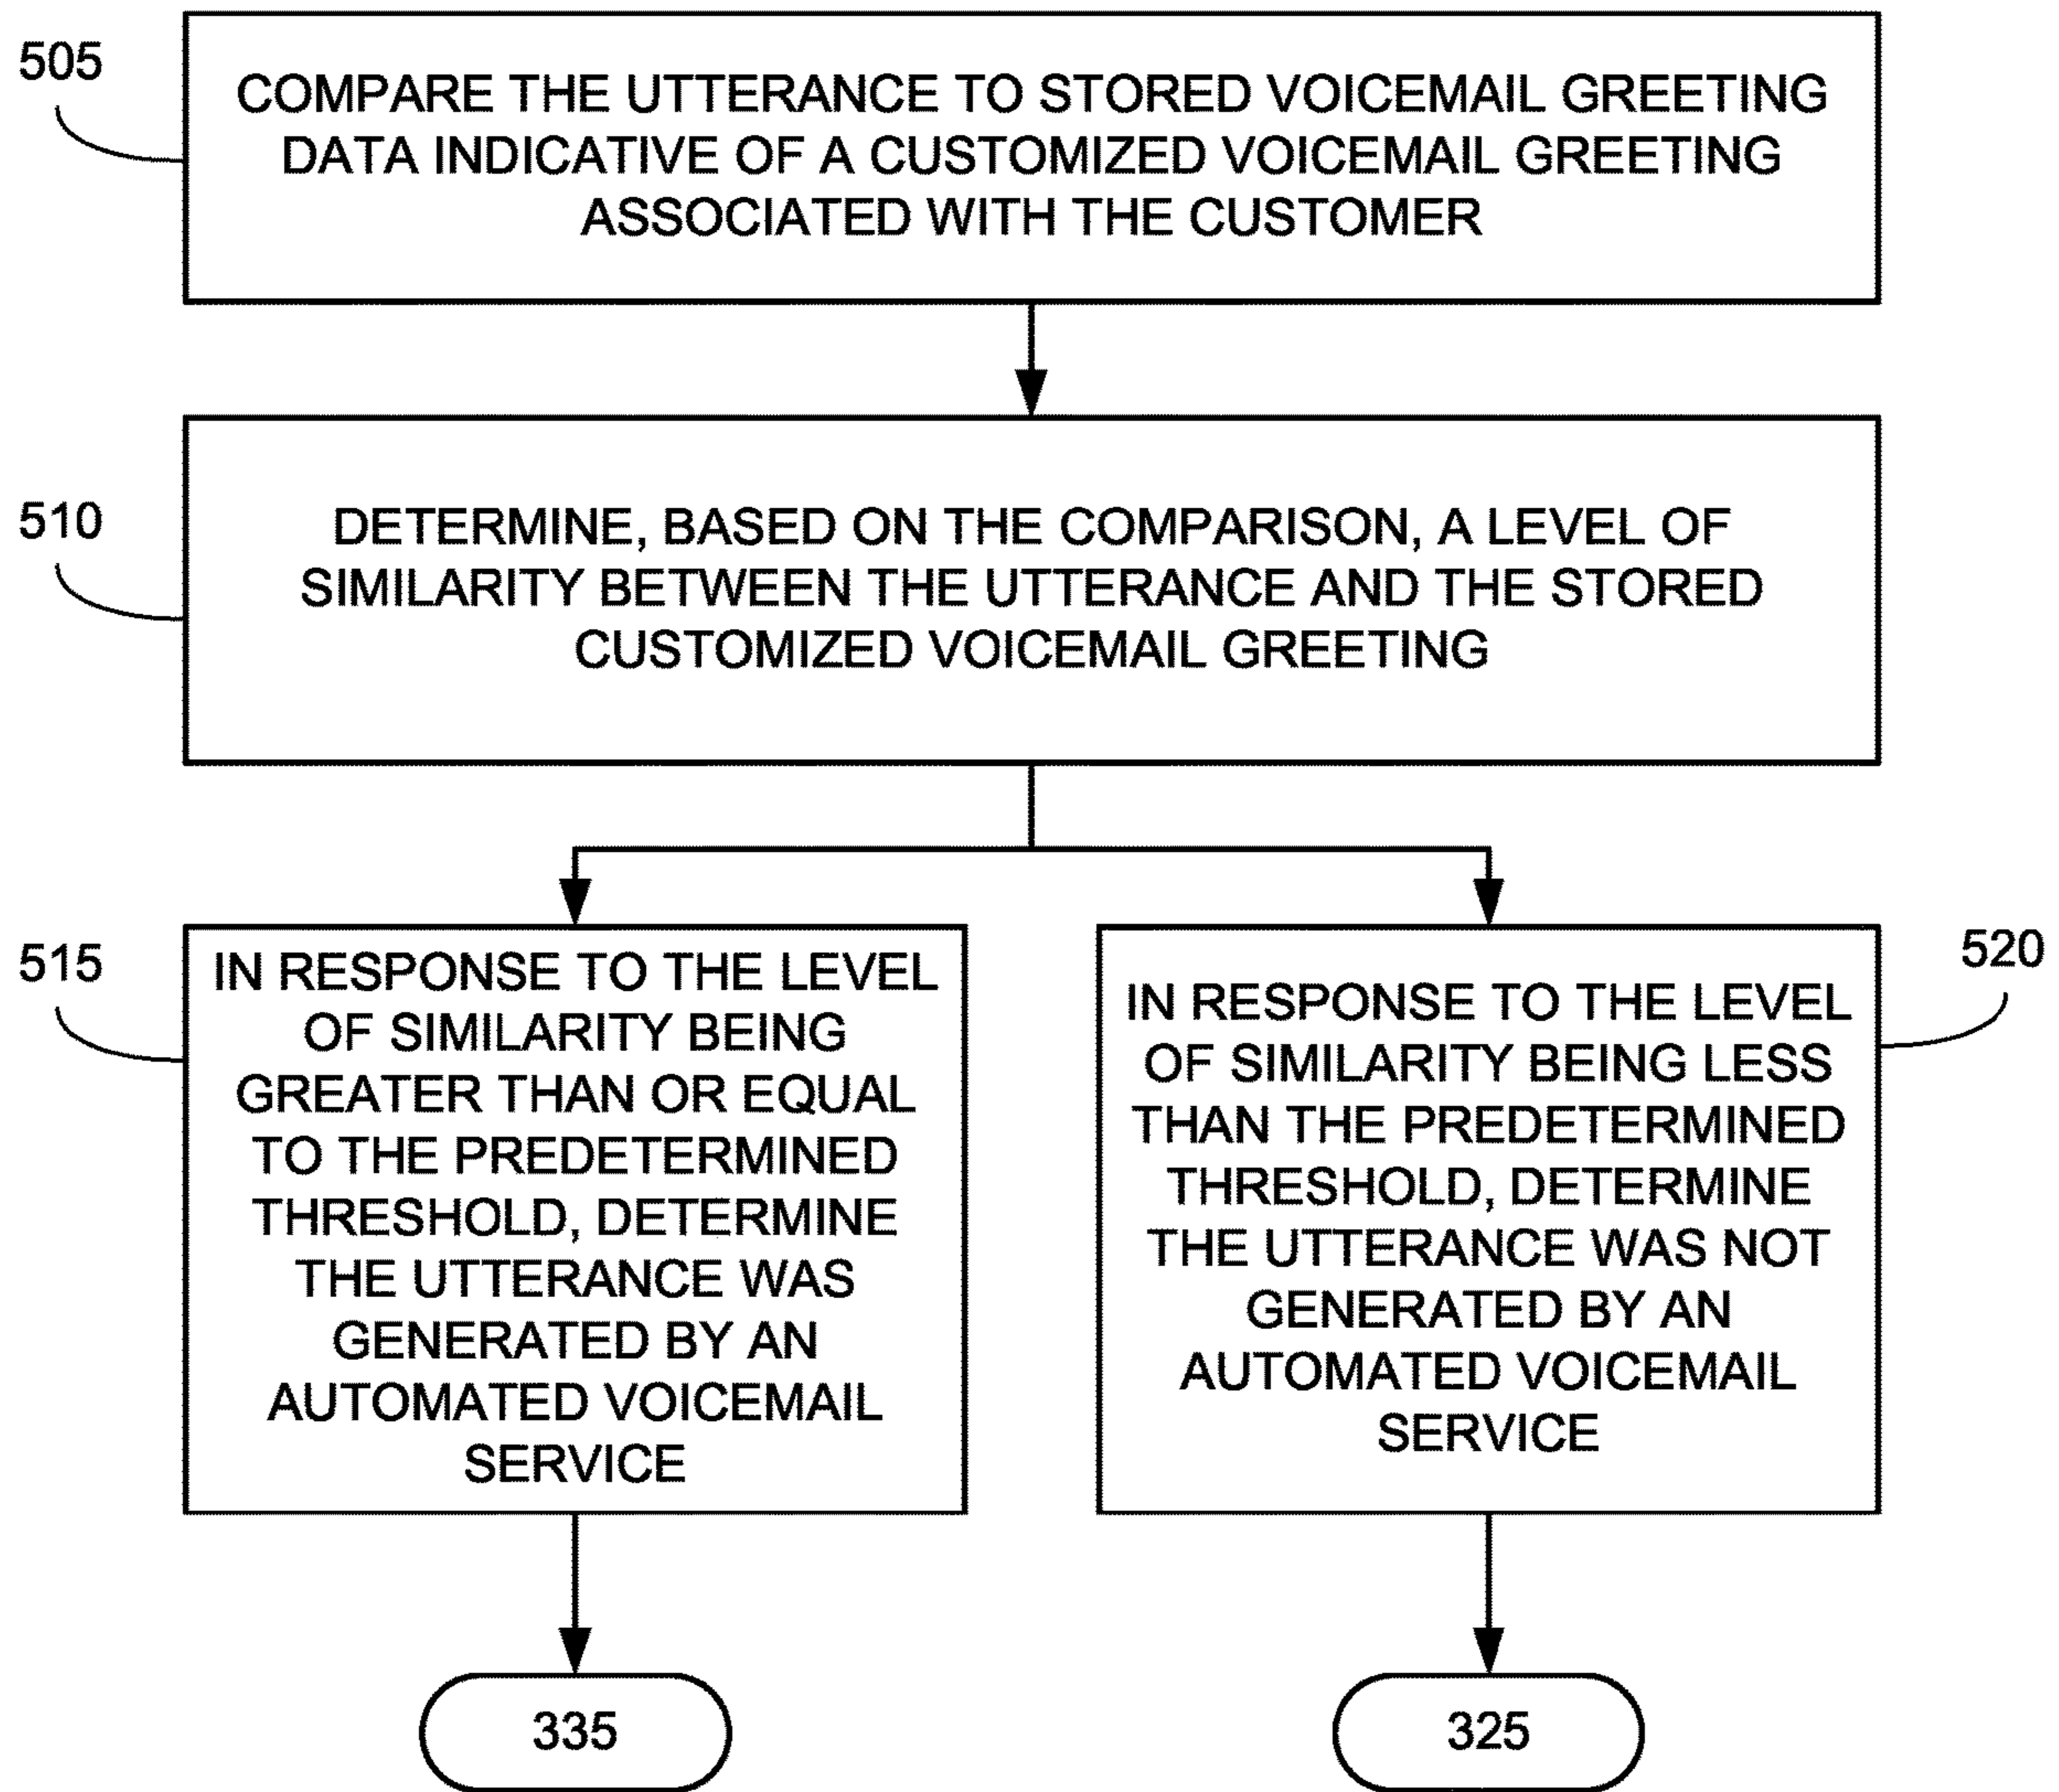 505
COMPARE THE UTTERANCE TO STORED VOICEMAIL GREETING
DATA INDICATIVE OF A CUSTOMIZED VOICEMAIL GREETING
ASSOCIATED WITH THE CUSTOMER
510
DETERMINE, BASED ON THE COMPARISON, A LEVEL OF
SIMILARITY BETWEEN THE UTTERANCE AND THE STORED
CUSTOMIZED VOICEMAIL GREETING
515
IN RESPONSE TO THE LEVEL
OF SIMILARITY BEING
GREATER THAN OR EQUAL
TO THE PREDETERMINED
THRESHOLD, DETERMINE
THE UTTERANCE WAS
GENERATED BY AN
AUTOMATED VOICEMAIL
SERVICE
520
IN RESPONSE TO THE LEVEL
OF SIMILARITY BEING LESS
THAN THE PREDETERMINED
THRESHOLD, DETERMINE
THE UTTERANCE WAS NOT
GENERATED BY AN
AUTOMATED VOICEMAIL
SERVICE
335
325